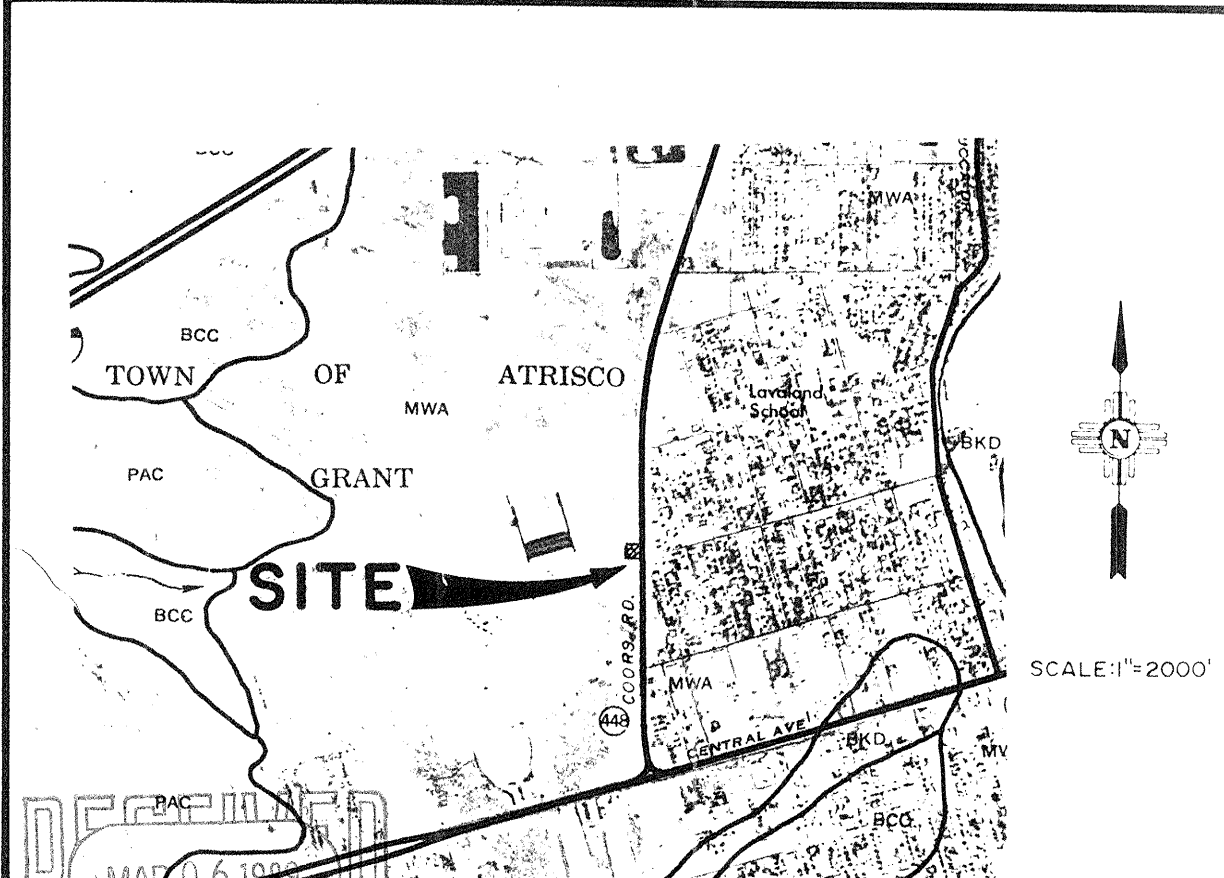 MWA
BCC
TOWN OF ATRISCO
Lavaland
School
MWA
BKD
PAC
GRANT
N
SITE
BCC
COORS RD.
SCALE:1"=2000'
MWA
448
CENTRAL AVE
BKD
PAC
BCC
RECEIVED